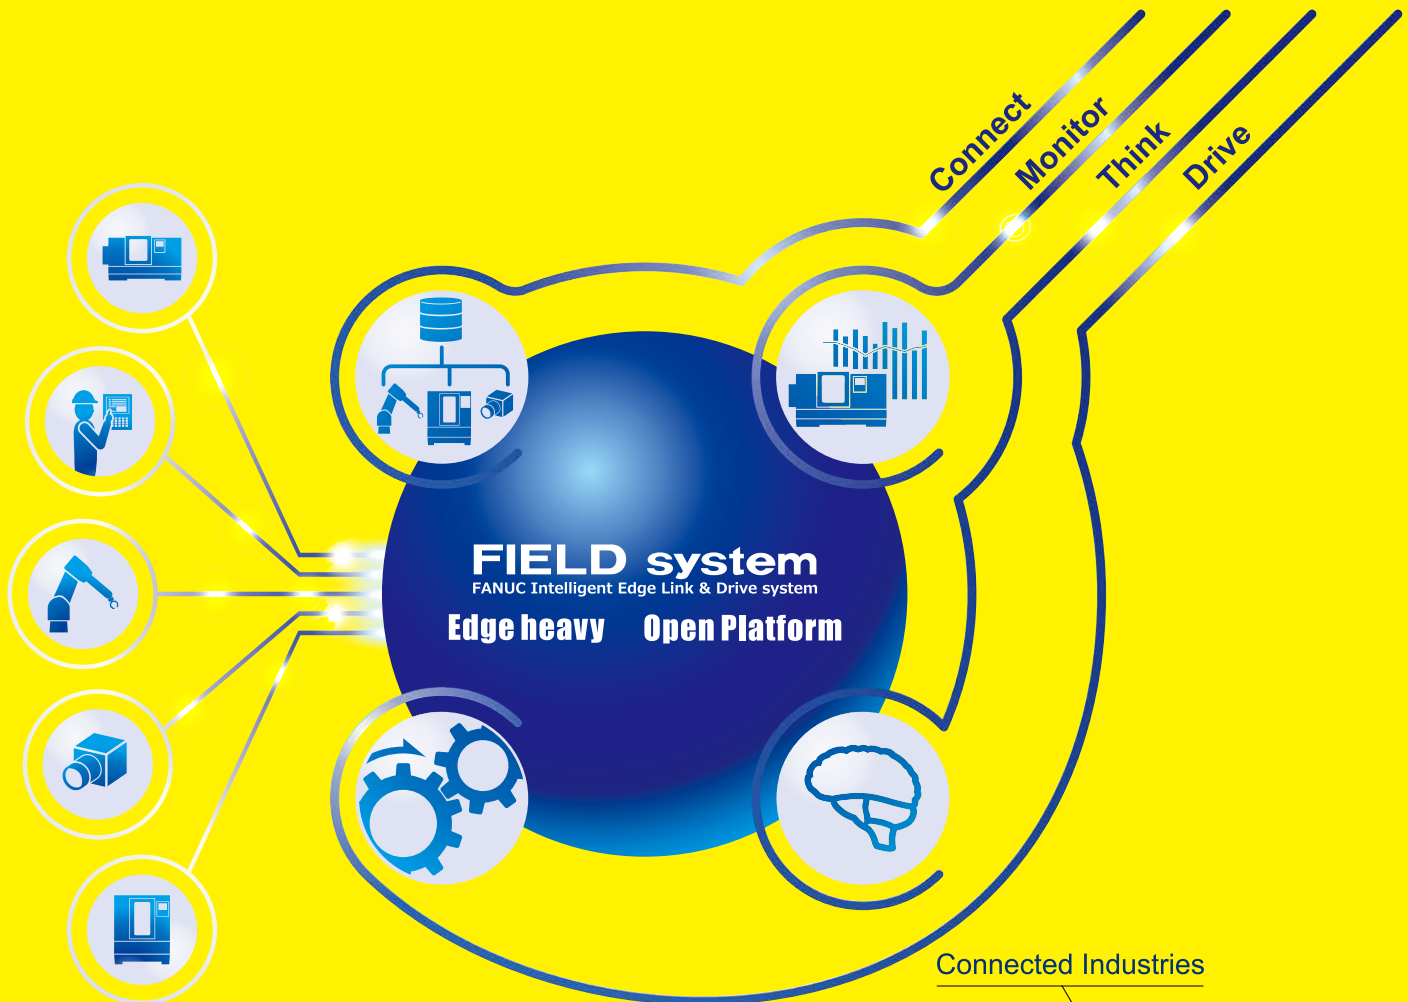 Connect
Monitor
Think
Drive
FIELD system
FANUC Intelligent Edge Link & Drive system
Edge heavy Open Platform
Connected Industries